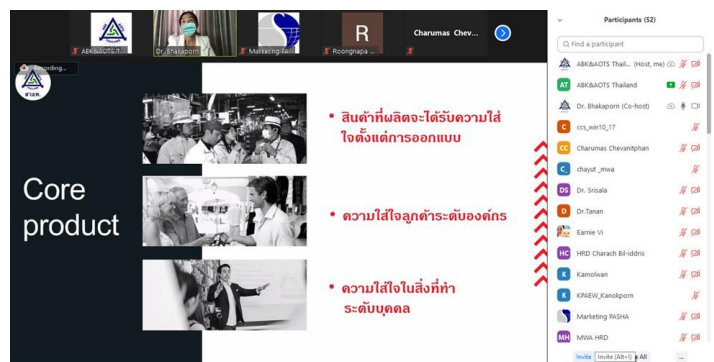 ABK&AOTS-T...
Dr. Bhakaporn
Marketing PA...
R
Roongnapa ...
Charumas Chev...
Recording...
ส.ว.ยท.
Core
product
• สินค้าที่ผลิตจะได้รับความใส่
ใจตั้งแต่การออกแบบ
• ความใส่ใจลูกค้าระดับองค์กร
• ความใส่ใจในสิ่งที่ทำ
ระดับบุคคล
Participants (52)
Find a participant
ABK&AOTS Thail... (Host, me)
AT ABK&AOTS Thailand
Dr. Bhakaporn (Co-host)
C ccs_win10_17
CC Charumas Chevanitphan
C_ chayut _mwa
DS Dr. Srisala
D Dr.Tanan
Earnie Vi
HC HRD Charach Bil-iddris
K Kamolwan
K KPAEW_Kanokporn
Marketing PASHA
MH MWA HRD
Invite
Invite (Alt+I)
All
...